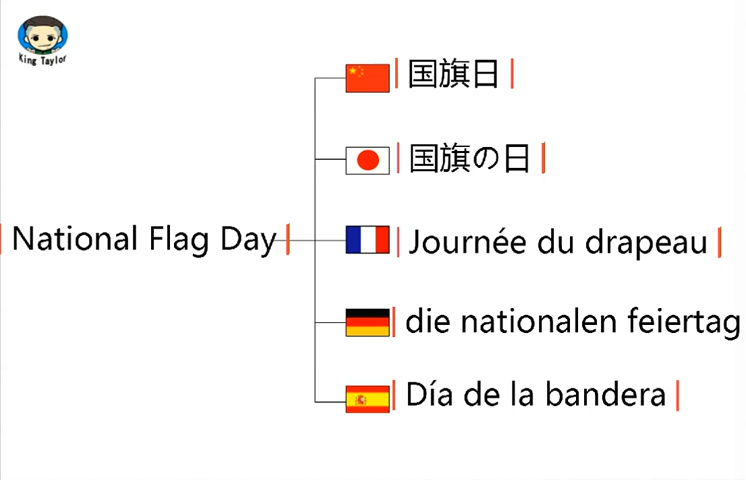 King Taylor
国旗日
国旗の日
National Flag Day
Journée du drapeau
die nationalen feiertag
Día de la bandera